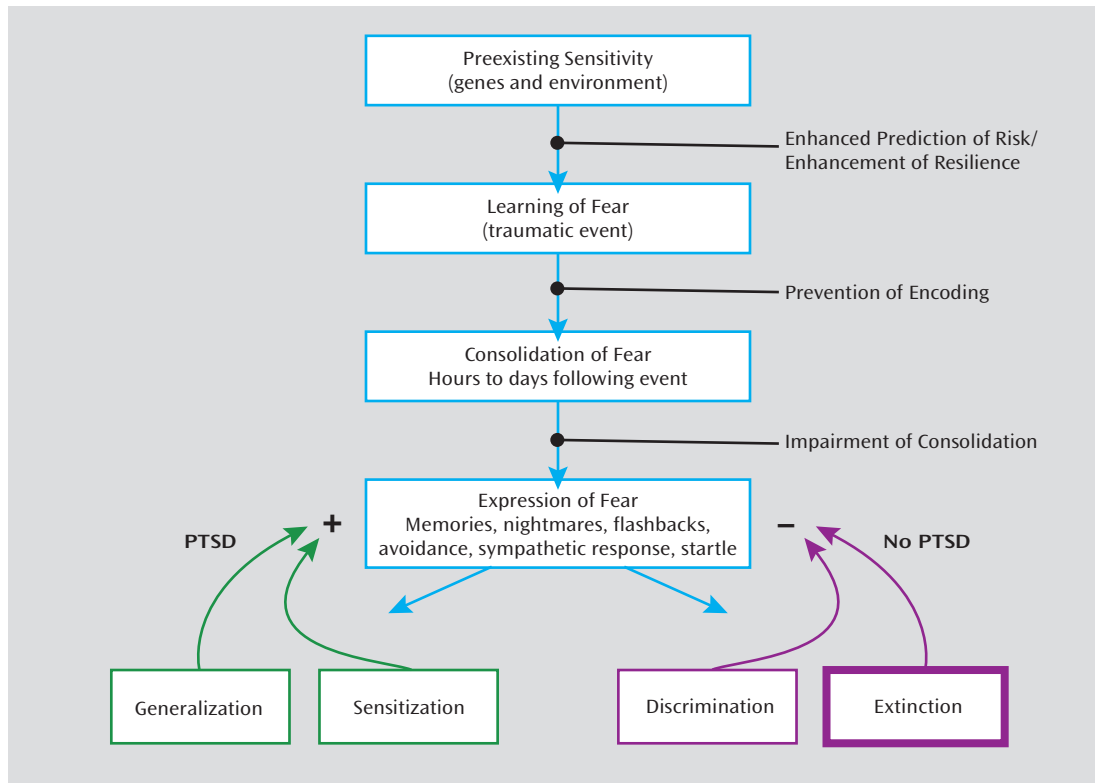 Preexisting Sensitivity
(genes and environment)
Enhanced Prediction of Risk/
Enhancement of Resilience
Learning of Fear
(traumatic event)
Prevention of Encoding
Consolidation of Fear
Hours to days following event
Impairment of Consolidation
Expression of Fear
Memories, nightmares, flashbacks,
avoidance, sympathetic response, startle
+
PTSD
–
No PTSD
Generalization
Sensitization
Discrimination
Extinction